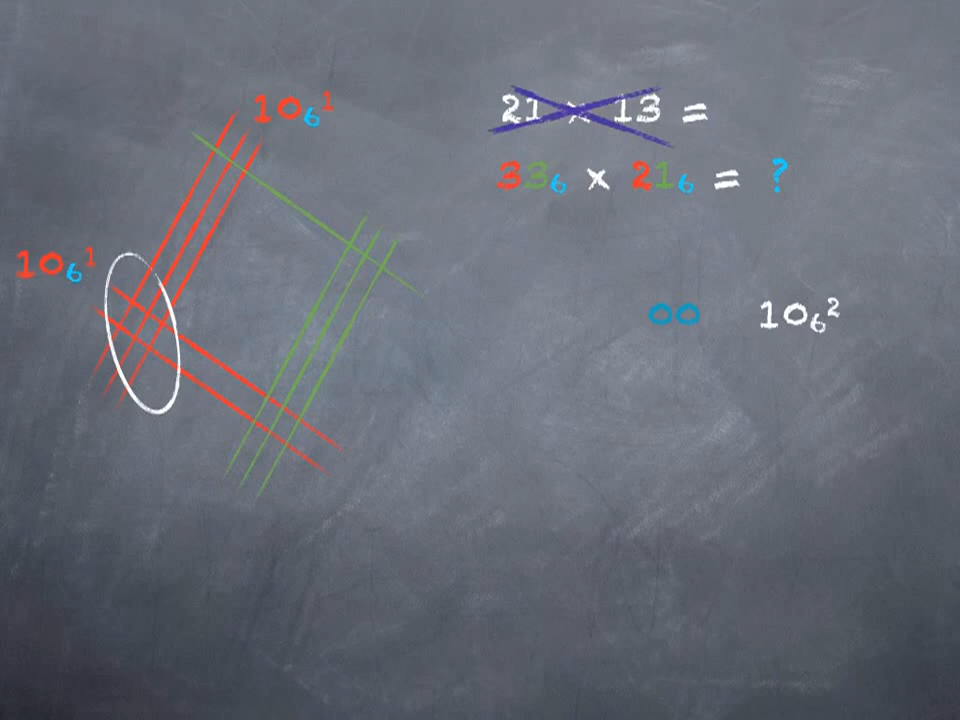 10₆¹
21 x 13 =
33₆ x 21₆ = ?
10₆¹
00 10₆²